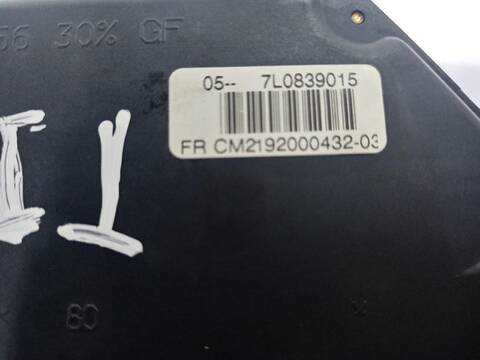 56 30% GF
05-- 7L0839015
FR CM2192000432-03
80